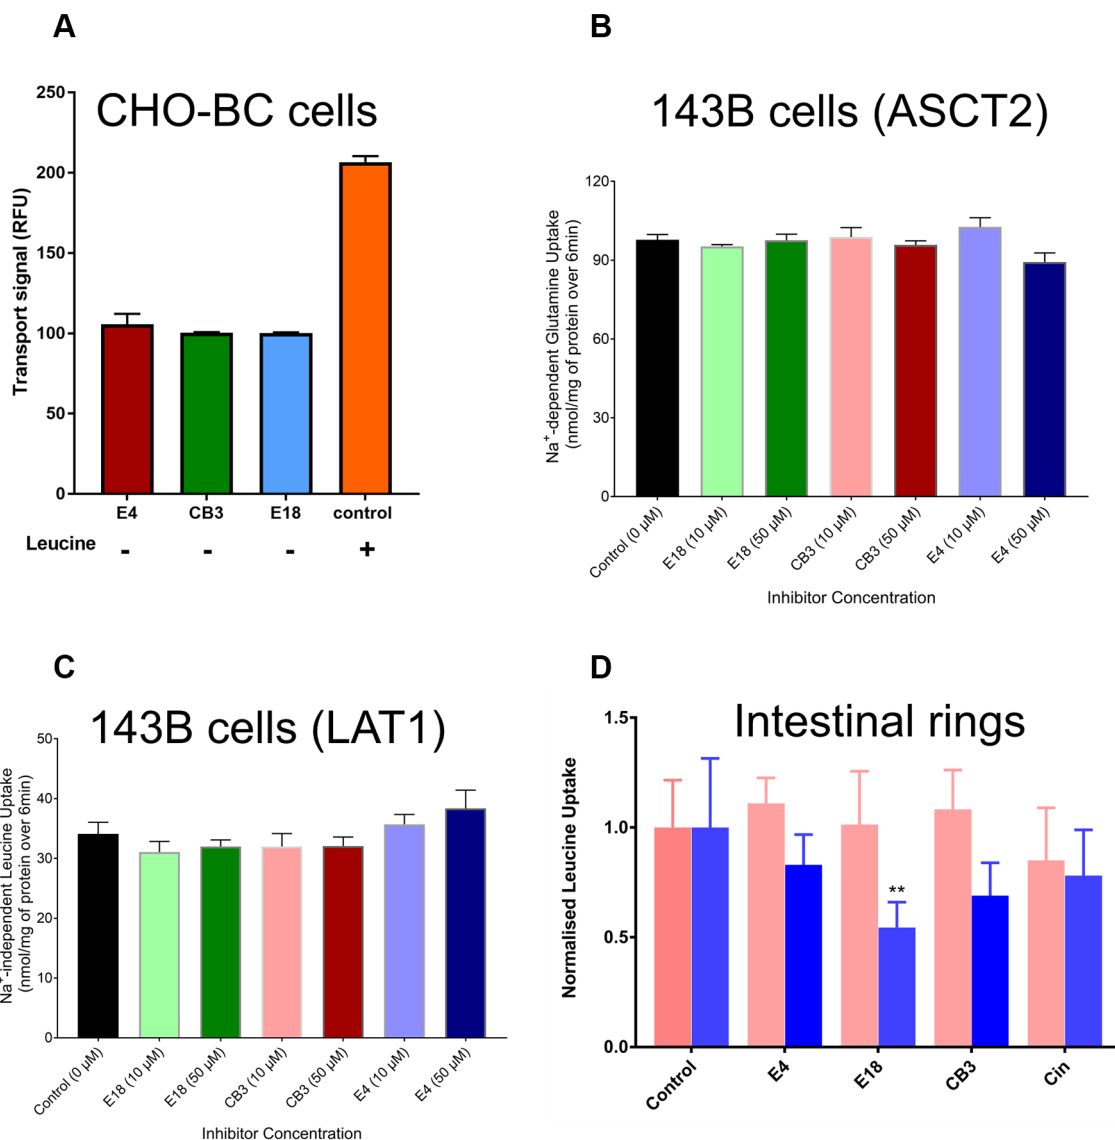 A
CHO-BC cells
Transport signal (RFU)
250
200
150
100
50
0
E4 CB3 E18 control
Leucine - - - +
B
143B cells (ASCT2)
Na+-dependent Glutamine Uptake
(nmol/mg of protein over 6min)
120
90
60
30
0
Control (0 µM)
E18 (10 µM)
E18 (50 µM)
CB3 (10 µM)
CB3 (50 µM)
E4 (10 µM)
E4 (50 µM)
Inhibitor Concentration
C
143B cells (LAT1)
Na+-independent Leucine Uptake
(nmol/mg of protein over 6min)
50
40
30
20
10
0
Control (0 µM)
E18 (10 µM)
E18 (50 µM)
CB3 (10 µM)
CB3 (50 µM)
E4 (10 µM)
E4 (50 µM)
Inhibitor Concentration
D
Intestinal rings
Normalised Leucine Uptake
1.5
1.0
0.5
0.0
**
Control
E4
E18
CB3
Cin